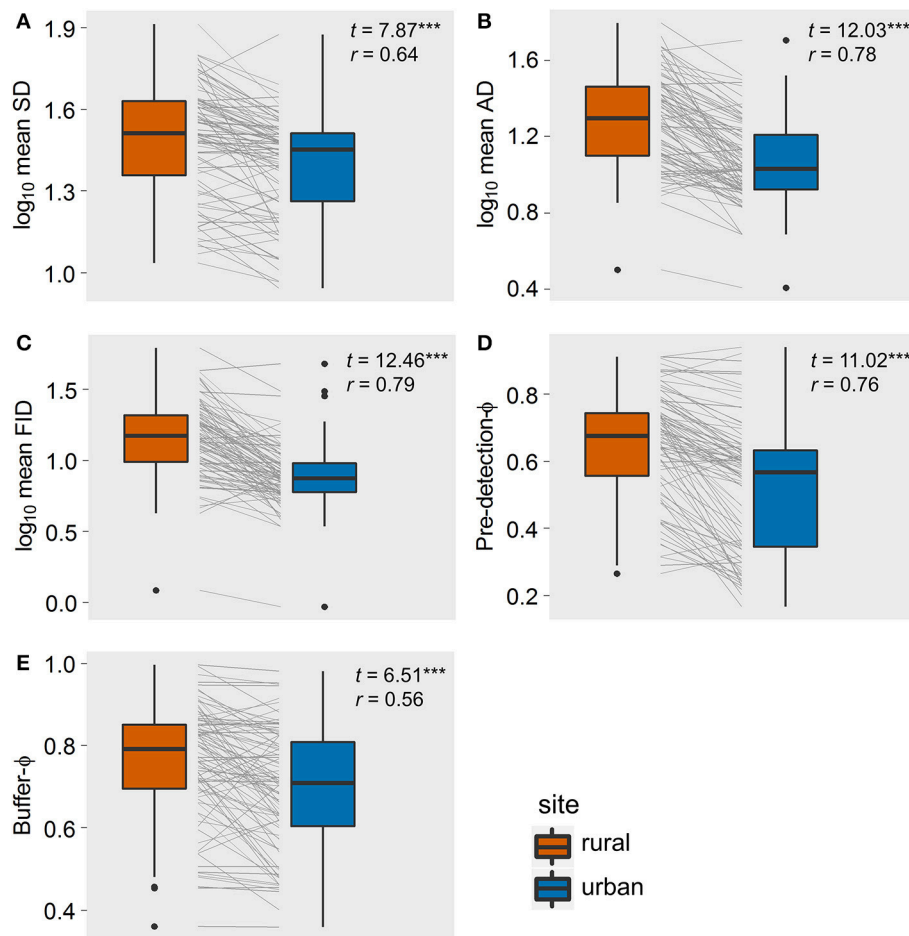 A
t = 7.87***
r = 0.64
log₁₀ mean SD
1.9
1.6
1.3
1.0
B
t = 12.03***
r = 0.78
log₁₀ mean AD
1.6
1.2
0.8
0.4
C
t = 12.46***
r = 0.79
log₁₀ mean FID
1.5
1.0
0.5
0.0
D
t = 11.02***
r = 0.76
Pre-detection-ϕ
0.8
0.6
0.4
0.2
E
t = 6.51***
r = 0.56
Buffer-ϕ
1.0
0.8
0.6
0.4
site
rural
urban